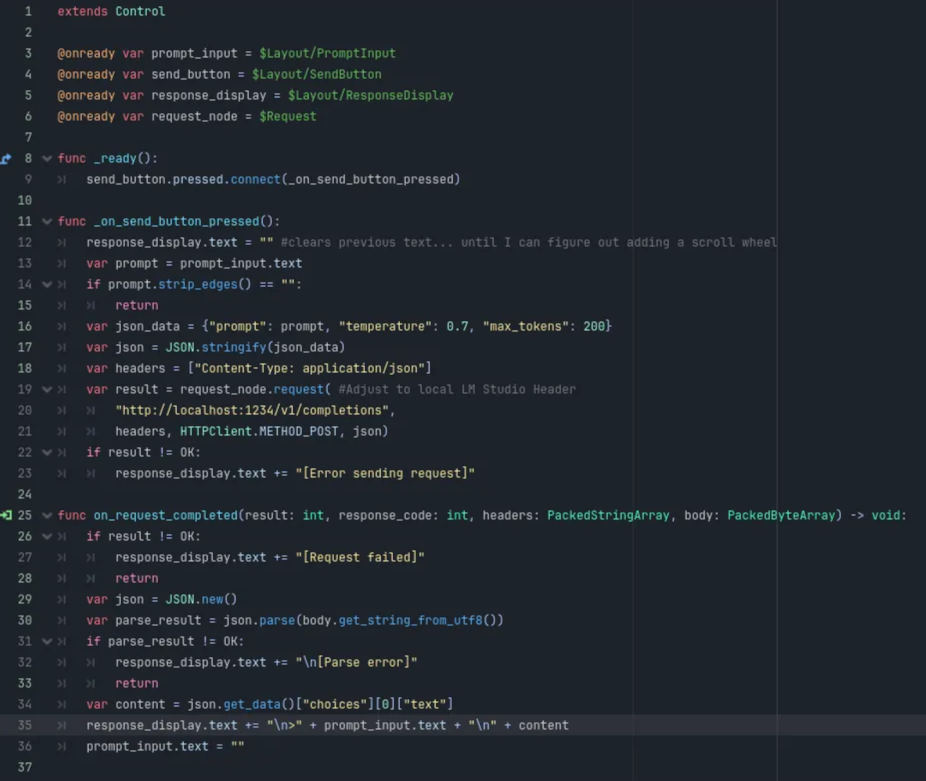 1 extends Control
2
3 @onready var prompt_input = $Layout/PromptInput
4 @onready var send_button = $Layout/SendButton
5 @onready var response_display = $Layout/ResponseDisplay
6 @onready var request_node = $Request
7
8 func _ready():
9 send_button.pressed.connect(_on_send_button_pressed)
10
11 func _on_send_button_pressed():
12 response_display.text = "" #clears previous text... until I can figure out adding a scroll wheel
13 var prompt = prompt_input.text
14 if prompt.strip_edges() == "":
15 return
16 var json_data = {"prompt": prompt, "temperature": 0.7, "max_tokens": 200}
17 var json = JSON.stringify(json_data)
18 var headers = ["Content-Type: application/json"]
19 var result = request_node.request( #Adjust to local LM Studio Header
20 "http://localhost:1234/v1/completions",
21 headers, HTTPClient.METHOD_POST, json)
22 if result != OK:
23 response_display.text += "[Error sending request]"
24
25 func on_request_completed(result: int, response_code: int, headers: PackedStringArray, body: PackedByteArray) -> void:
26 if result != OK:
27 response_display.text += "[Request failed]"
28 return
29 var json = JSON.new()
30 var parse_result = json.parse(body.get_string_from_utf8())
31 if parse_result != OK:
32 response_display.text += "\n[Parse error]"
33 return
34 var content = json.get_data()["choices"][0]["text"]
35 response_display.text += "\n>" + prompt_input.text + "\n" + content
36 prompt_input.text = ""
37